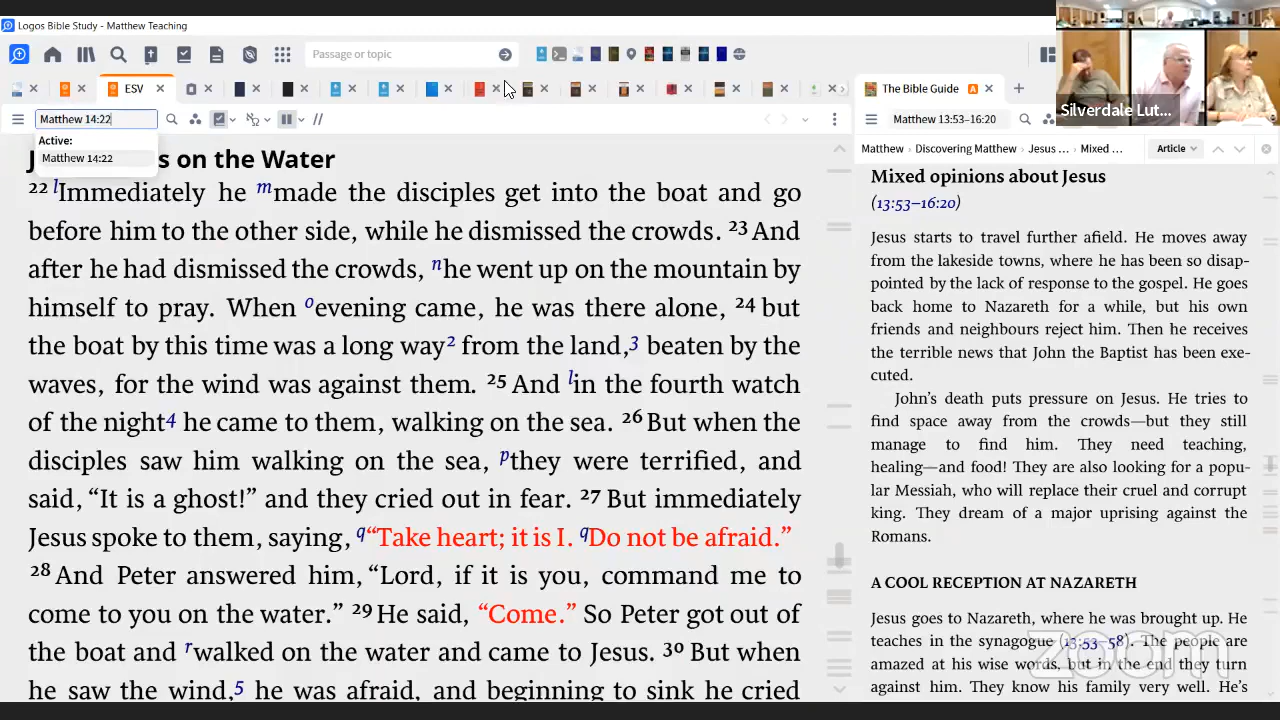 Logos Bible Study - Matthew Teaching
Passage or topic
ESV
The Bible Guide A
Matthew 14:22
Active:
Matthew 14:22
s on the Water
22 lImmediately he mmade the disciples get into the boat and go
before him to the other side, while he dismissed the crowds. 23 And
after he had dismissed the crowds, nhe went up on the mountain by
himself to pray. When oevening came, he was there alone, 24 but
the boat by this time was a long way2 from the land,3 beaten by the
waves, for the wind was against them. 25 And lin the fourth watch
of the night4 he came to them, walking on the sea. 26 But when the
disciples saw him walking on the sea, pthey were terrified, and
said, “It is a ghost!” and they cried out in fear. 27 But immediately
Jesus spoke to them, saying, q“Take heart; it is I. qDo not be afraid.”
28 And Peter answered him, “Lord, if it is you, command me to
come to you on the water.” 29 He said, “Come.” So Peter got out of
the boat and rwalked on the water and came to Jesus. 30 But when
he saw the wind,5 he was afraid, and beginning to sink he cried
Silverdale Lut...
Matthew 13:53–16:20
Matthew › Discovering Matthew › Jesus ... › Mixed ...
Article
Mixed opinions about Jesus
(13:53–16:20)
Jesus starts to travel further afield. He moves away
from the lakeside towns, where he has been so disap-
pointed by the lack of response to the gospel. He goes
back home to Nazareth for a while, but his own
friends and neighbours reject him. Then he receives
the terrible news that John the Baptist has been exe-
cuted.
John’s death puts pressure on Jesus. He tries to
find space away from the crowds—but they still
manage to find him. They need teaching,
healing—and food! They are also looking for a popu-
lar Messiah, who will replace their cruel and corrupt
king. They dream of a major uprising against the
Romans.
A COOL RECEPTION AT NAZARETH
Jesus goes to Nazareth, where he was brought up. He
teaches in the synagogue (13:53–58). The people are
amazed at his wise words, but in the end they turn
against him. They know his family very well. He’s
zoom